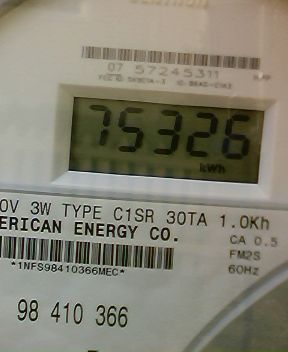 07 57245311
75326
kWh
0V 3W TYPE C1SR 30TA 1.0Kh
ERICAN ENERGY CO.
CA 0.5
FM2S
60Hz
*1NFS98410366MEC*
98 410 366